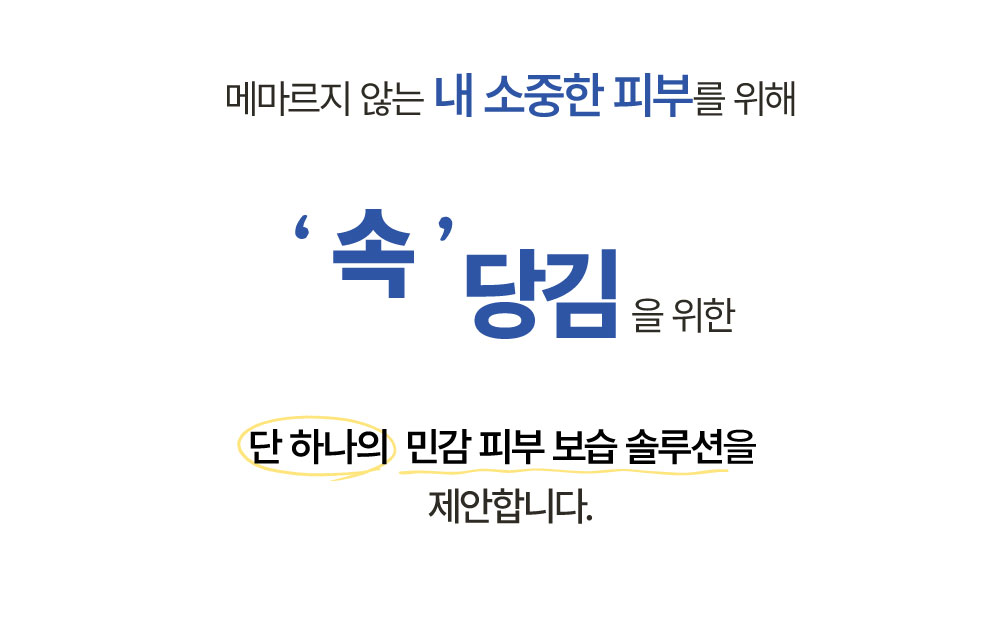 메마르지 않는 내 소중한 피부를 위해
‘속’당김을 위한
단 하나의 민감 피부 보습 솔루션을
제안합니다.